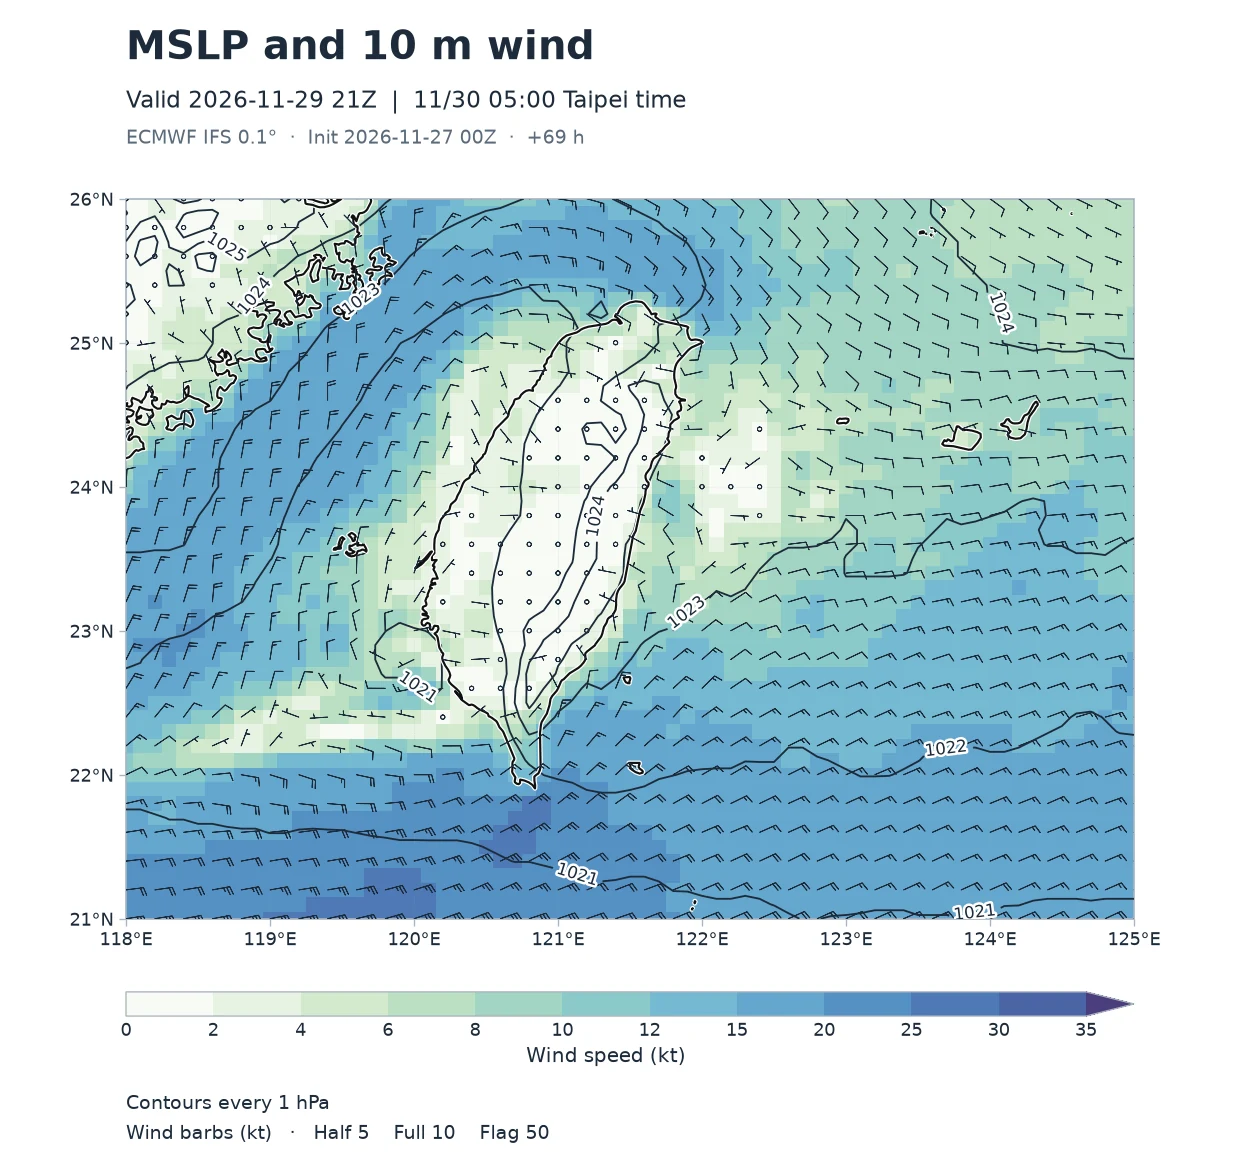 MSLP and 10 m wind
Valid 2026-11-29 21Z | 11/30 05:00 Taipei time
ECMWF IFS 0.1° · Init 2026-11-27 00Z · +69 h
26°N
25°N
24°N
23°N
22°N
21°N
1025
1024
1023
1024
1024
1023
1021
1022
1021
1021
118°E 119°E 120°E 121°E 122°E 123°E 124°E 125°E
0 2 4 6 8 10 12 15 20 25 30 35
Wind speed (kt)
Contours every 1 hPa
Wind barbs (kt) · Half 5 Full 10 Flag 50